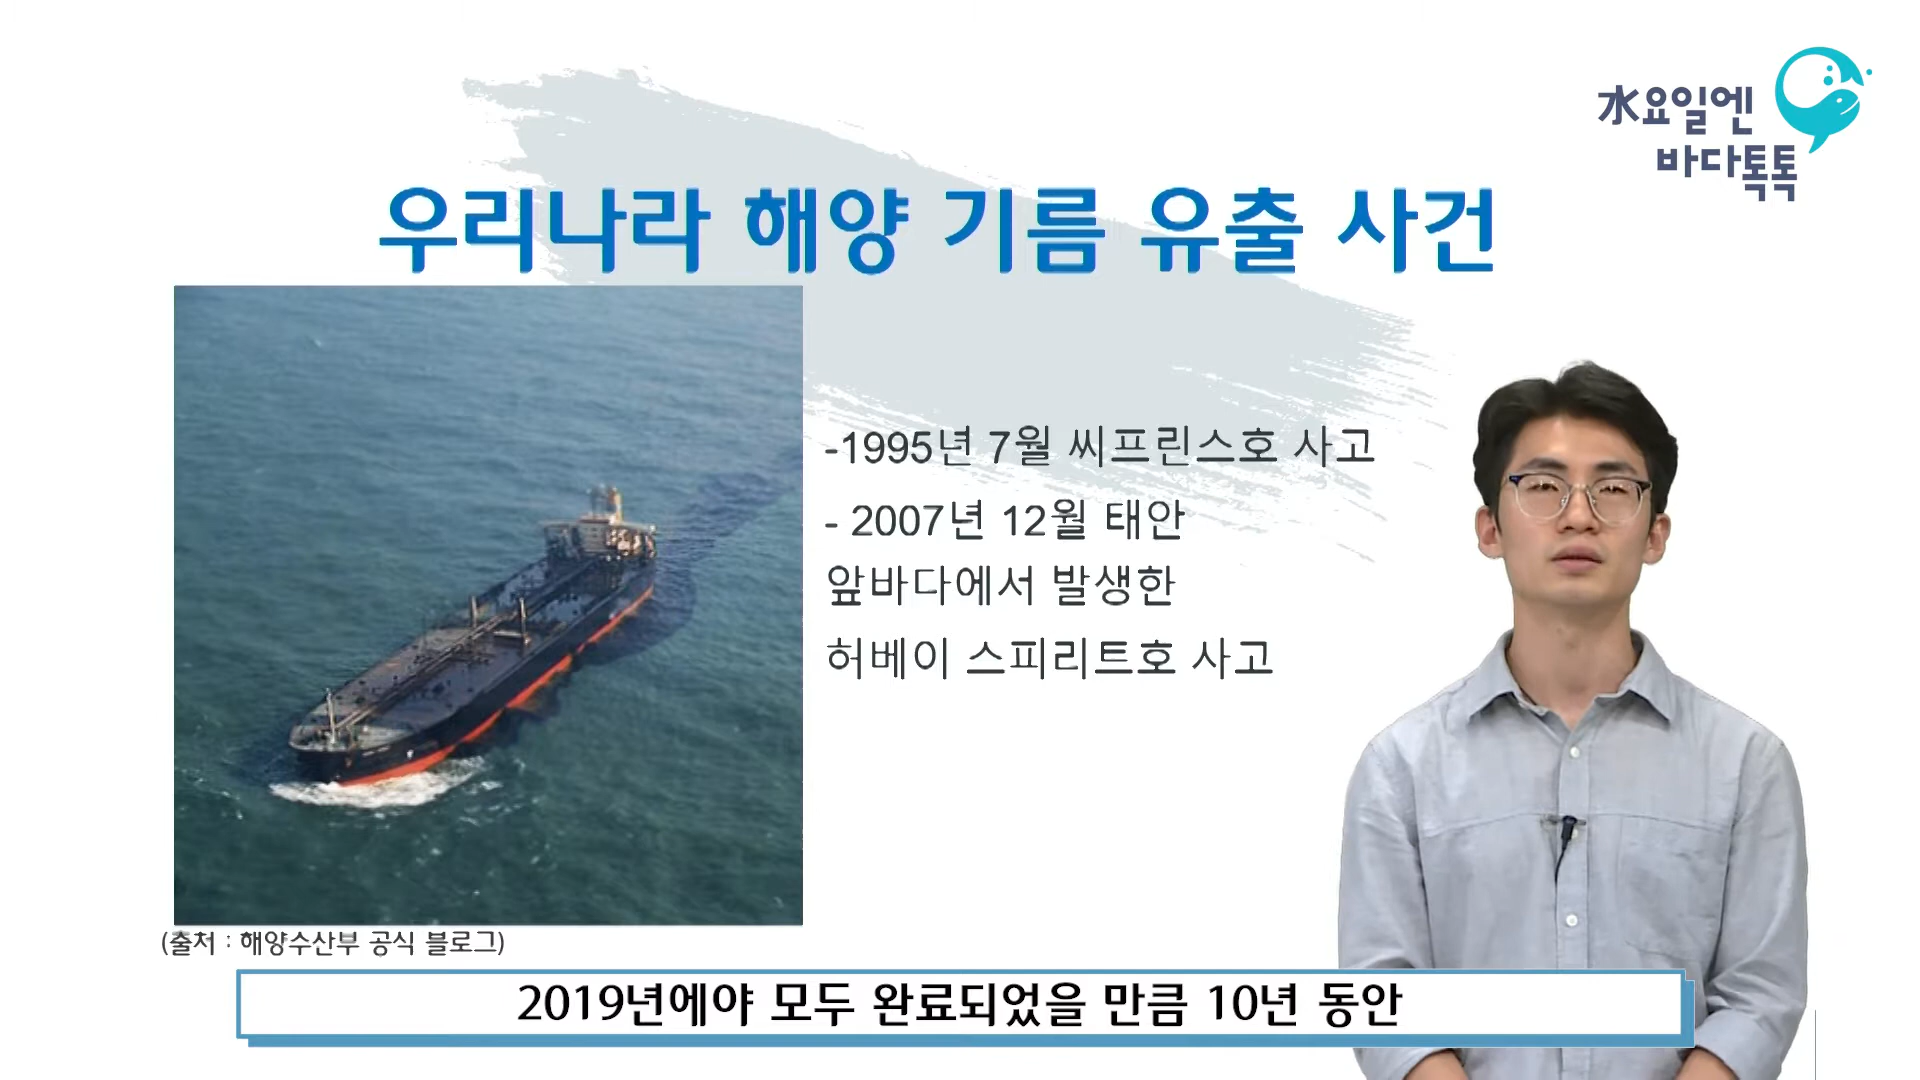 水요일엔
바다톡톡
우리나라 해양 기름 유출 사건
-1995년 7월 씨프린스호 사고
- 2007년 12월 태안
앞바다에서 발생한
허베이 스피리트호 사고
(출처 : 해양수산부 공식 블로그)
2019년에야 모두 완료되었을 만큼 10년 동안